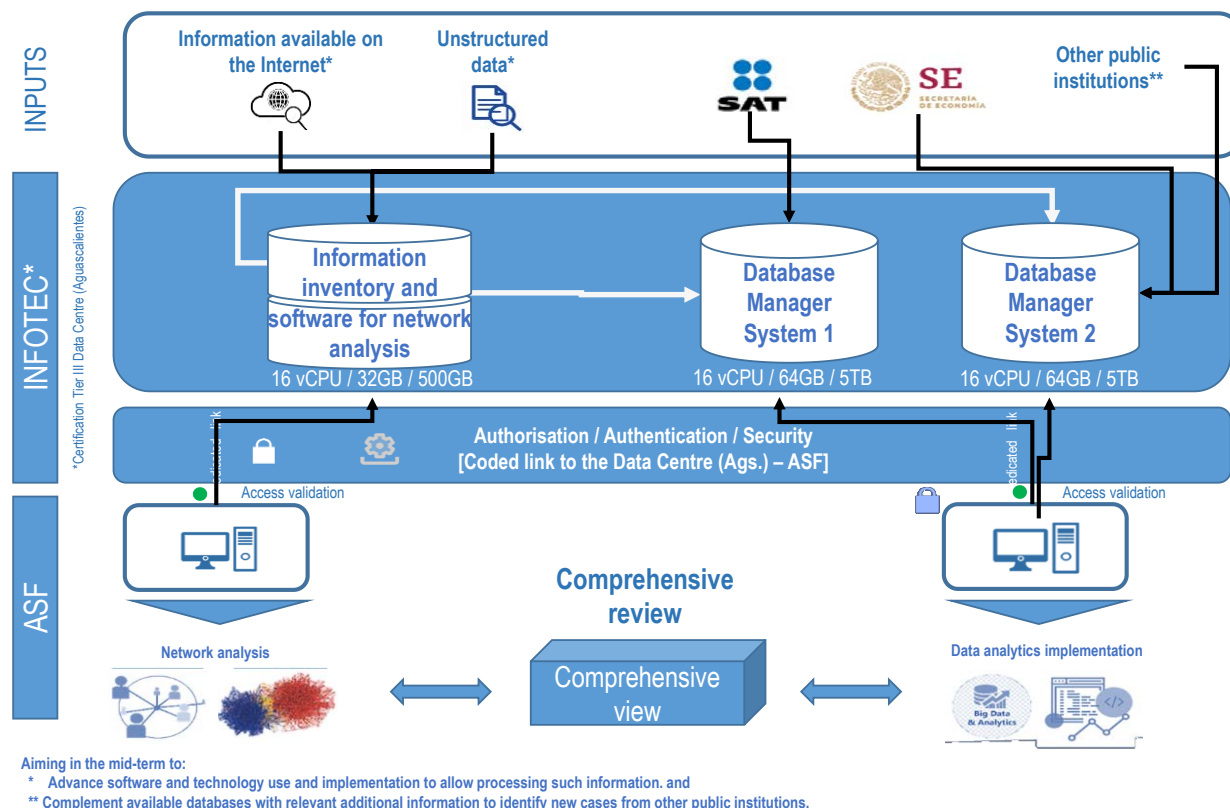 INPUTS
Information available on
the Internet*
Unstructured
data*
SAT
SE
SECRETARÍA
DE ECONOMÍA
Other public
institutions**
INFOTEC*
*Certification Tier III Data Centre (Aguascalientes)
Information
inventory and
software for network
analysis
16 vCPU / 32GB / 500GB
Database
Manager
System 1
16 vCPU / 64GB / 5TB
Database
Manager
System 2
16 vCPU / 64GB / 5TB
edicated link
Authorisation / Authentication / Security
[Coded link to the Data Centre (Ags.) – ASF]
edicated link
Access validation
Access validation
ASF
Comprehensive
review
Comprehensive
view
Network analysis
Data analytics implementation
Big Data
& Analytics
</>
Aiming in the mid-term to:
* Advance software and technology use and implementation to allow processing such information. and
** Complement available databases with relevant additional information to identify new cases from other public institutions.